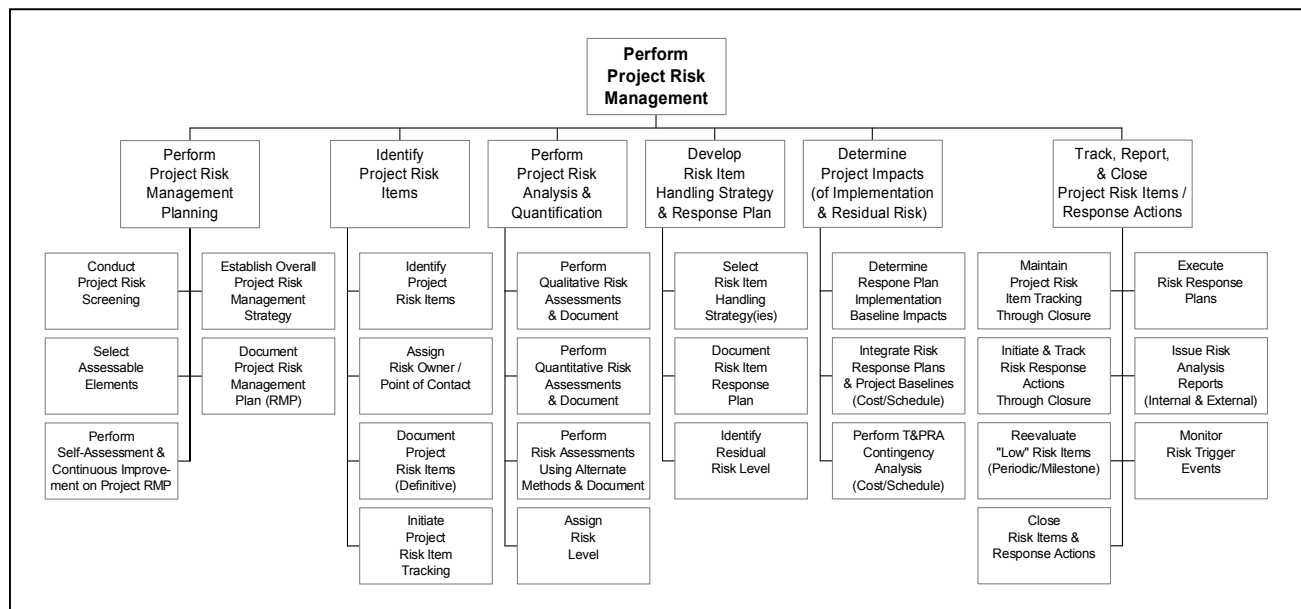 Perform
Project Risk
Management
Perform
Project Risk
Management
Planning
Identify
Project Risk
Items
Perform
Project Risk
Analysis &
Quantification
Develop
Risk Item
Handling Strategy
& Response Plan
Determine
Project Impacts
(of Implementation
& Residual Risk)
Track, Report,
& Close
Project Risk Items /
Response Actions
Conduct
Project Risk
Screening
Select
Assessable
Elements
Perform
Self-Assessment &
Continuous Improve-
ment on Project RMP
Establish Overall
Project Risk
Management
Strategy
Document
Project Risk
Management
Plan (RMP)
Identify
Project
Risk Items
Assign
Risk Owner /
Point of Contact
Document
Project
Risk Items
(Definitive)
Initiate
Project
Risk Item
Tracking
Perform
Qualitative Risk
Assessments
& Document
Perform
Quantitative Risk
Assessments
& Document
Perform
Risk Assessments
Using Alternate
Methods & Document
Assign
Risk
Level
Select
Risk Item
Handling
Strategy(ies)
Document
Risk Item
Response
Plan
Identify
Residual
Risk Level
Determine
Respone Plan
Implementation
Baseline Impacts
Integrate Risk
Response Plans
& Project Baselines
(Cost/Schedule)
Perform T&PRA
Contingency
Analysis
(Cost/Schedule)
Maintain
Project Risk
Item Tracking
Through Closure
Initiate & Track
Risk Response
Actions
Through Closure
Reevaluate
"Low" Risk Items
(Periodic/Milestone)
Close
Risk Items &
Response Actions
Execute
Risk Response
Plans
Issue Risk
Analysis
Reports
(Internal & External)
Monitor
Risk Trigger
Events